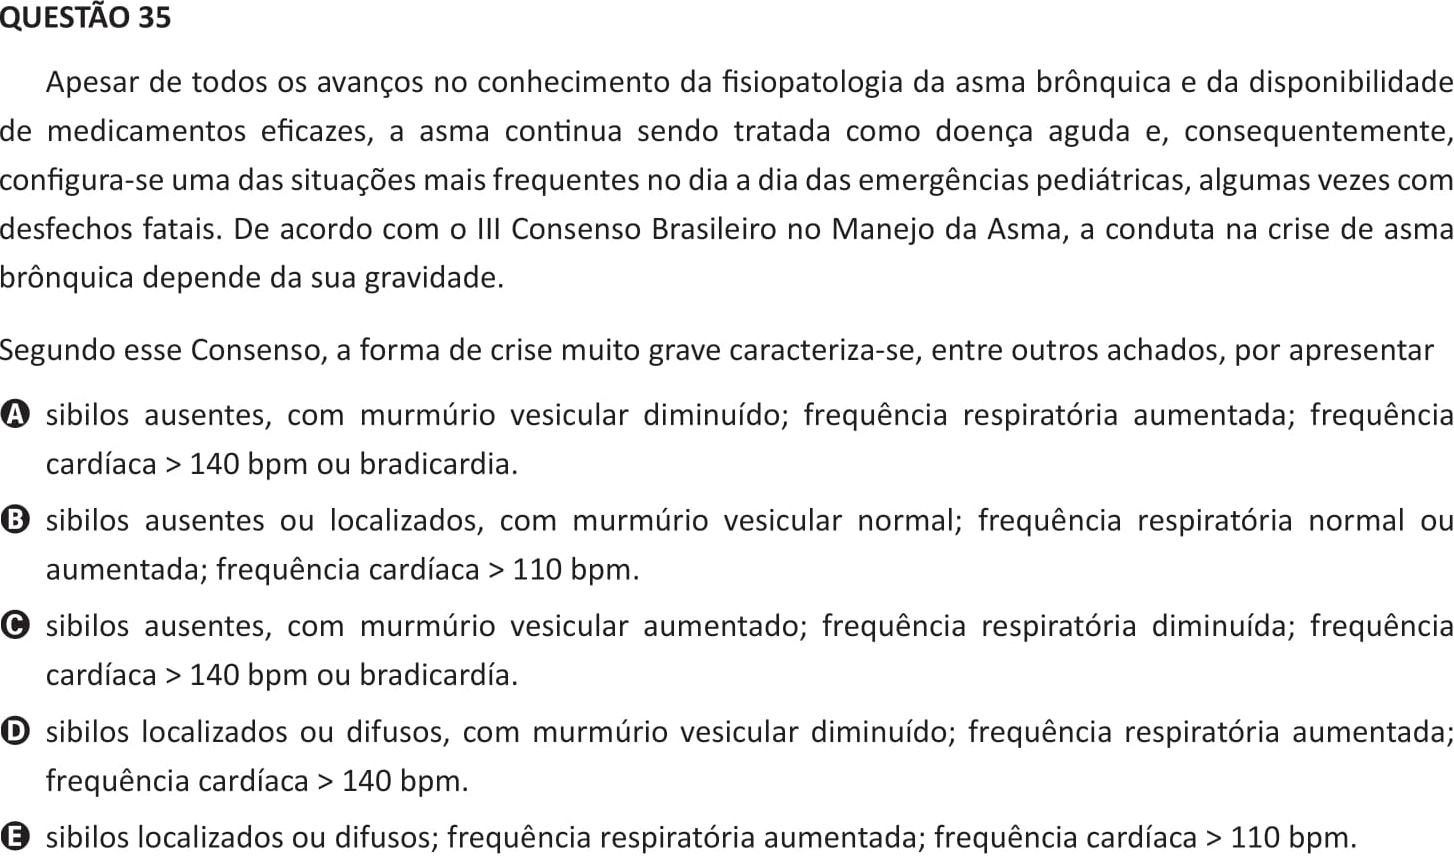 QUESTÃO 35
Apesar de todos os avanços no conhecimento da fisiopatologia da asma brônquica e da disponibilidade
de medicamentos eficazes, a asma continua sendo tratada como doença aguda e, consequentemente,
configura-se uma das situações mais frequentes no dia a dia das emergências pediátricas, algumas vezes com
desfechos fatais. De acordo com o III Consenso Brasileiro no Manejo da Asma, a conduta na crise de asma
brônquica depende da sua gravidade.
Segundo esse Consenso, a forma de crise muito grave caracteriza-se, entre outros achados, por apresentar
A sibilos ausentes, com murmúrio vesicular diminuído; frequência respiratória aumentada; frequência
cardíaca > 140 bpm ou bradicardia.
B sibilos ausentes ou localizados, com murmúrio vesicular normal; frequência respiratória normal ou
aumentada; frequência cardíaca > 110 bpm.
C sibilos ausentes, com murmúrio vesicular aumentado; frequência respiratória diminuída; frequência
cardíaca > 140 bpm ou bradicardía.
D sibilos localizados ou difusos, com murmúrio vesicular diminuído; frequência respiratória aumentada;
frequência cardíaca > 140 bpm.
E sibilos localizados ou difusos; frequência respiratória aumentada; frequência cardíaca > 110 bpm.